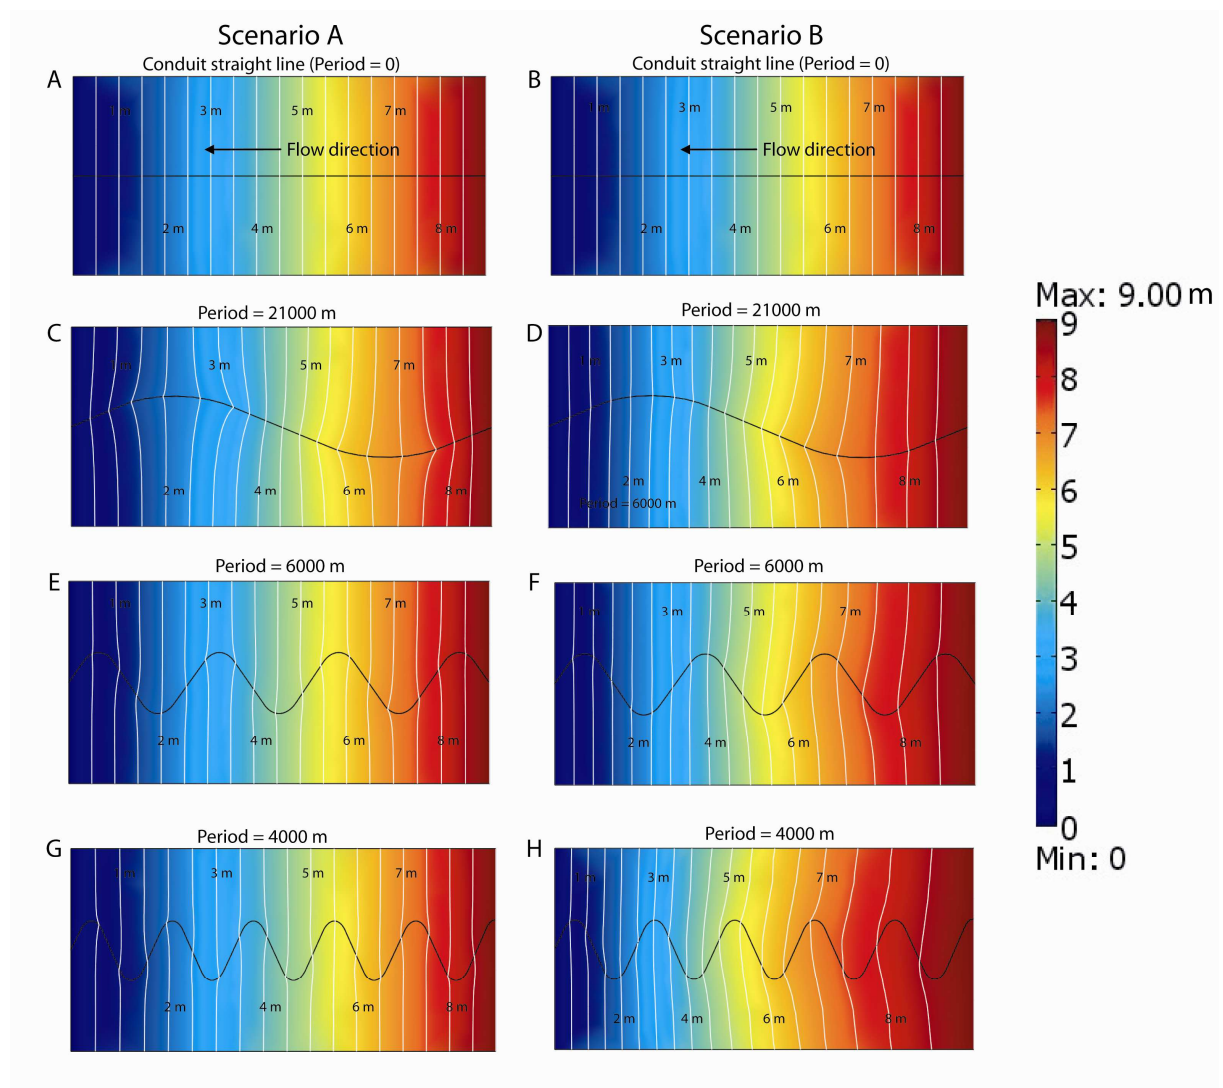 Scenario A
Scenario B
Conduit straight line (Period = 0)
Conduit straight line (Period = 0)
A
B
1 m
3 m
5 m
7 m
1 m
3 m
5 m
7 m
Flow direction
Flow direction
2 m
4 m
6 m
8 m
2 m
4 m
6 m
8 m
Period = 21000 m
Period = 21000 m
C
D
1 m
3 m
5 m
7 m
1 m
3 m
5 m
7 m
2 m
4 m
6 m
8 m
2 m
4 m
6 m
8 m
Period = 6000 m
Period = 6000 m
Period = 6000 m
E
F
1 m
3 m
5 m
7 m
1 m
3 m
5 m
7 m
2 m
4 m
6 m
8 m
2 m
4 m
6 m
8 m
Period = 4000 m
Period = 4000 m
G
H
1 m
3 m
5 m
7 m
1 m
3 m
5 m
7 m
2 m
4 m
6 m
8 m
2 m
4 m
6 m
8 m
Max: 9.00 m
9
8
7
6
5
4
3
2
1
0
Min: 0